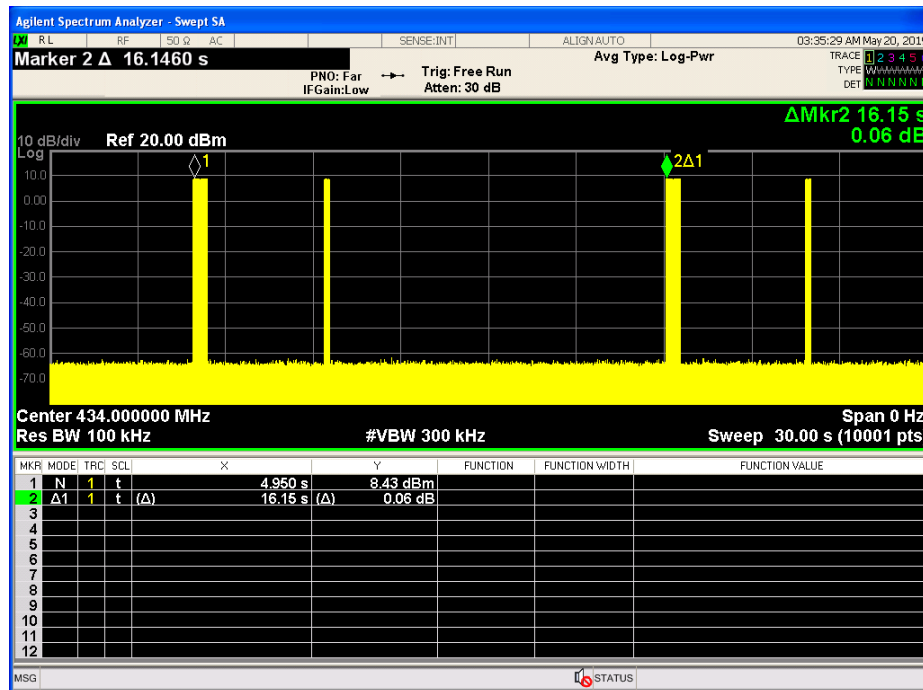 Agilent Spectrum Analyzer - Swept SA
LXI RL RF 50 Ω AC SENSE:INT ALIGNAUTO 03:35:29 AM May 20, 201
Marker 2 Δ 16.1460 s
PNO: Far Trig: Free Run Avg Type: Log-Pwr TRACE 1 2 3 4 5
IFGain:Low Atten: 30 dB TYPE
DET N N N N N
ΔMkr2 16.15 s
0.06 dB
10 dB/div Ref 20.00 dBm
Log
1
2Δ1
10.0
0.00
-10.0
-20.0
-30.0
-40.0
-50.0
-60.0
-70.0
Center 434.000000 MHz Span 0 Hz
Res BW 100 kHz #VBW 300 kHz Sweep 30.00 s (10001 pts
MKR MODE TRC SCL X Y FUNCTION FUNCTION WIDTH FUNCTION VALUE
1 N 1 t 4.950 s 8.43 dBm
2 Δ1 1 t (Δ) 16.15 s (Δ) 0.06 dB
3
4
5
6
7
8
9
10
11
12
MSG STATUS